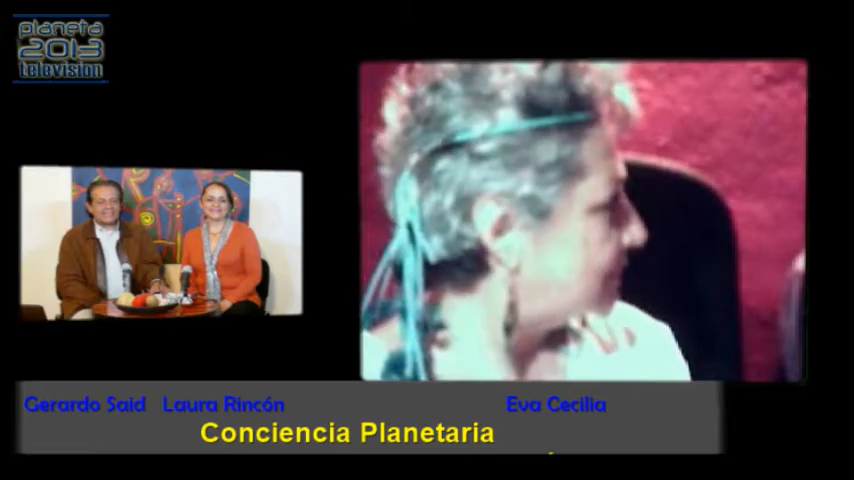 planeta
2013
television
Gerardo Said Laura Rincón Eva Cecilia
Conciencia Planetaria